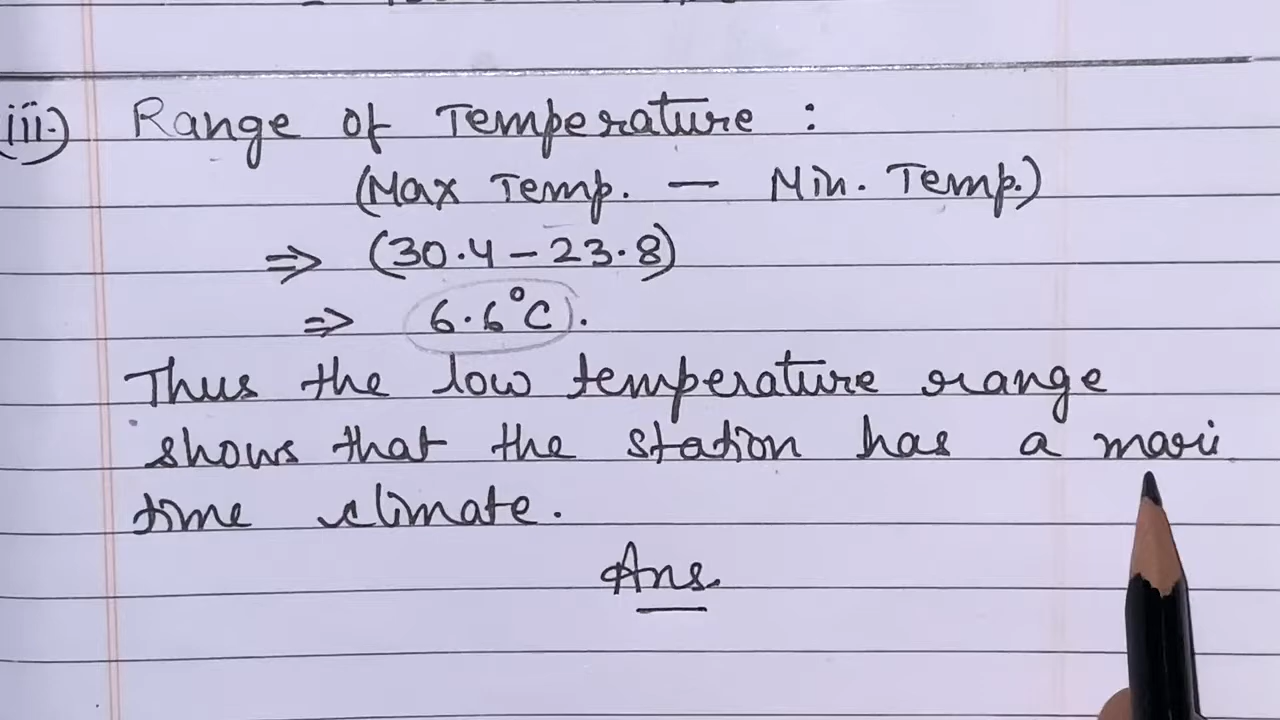 (iii.) Range of Temperature :
(Max Temp. — Min. Temp.)
⇒ (30.4 – 23.8)
⇒ 6.6°C.
Thus the low temperature range
shows that the station has a mari
time climate.
Ans.